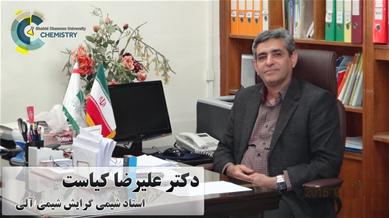 Shahid Chamran University
CHEMISTRY
دکتر علیرضا کیاست
استاد شیمی گرایش شیمی آلی